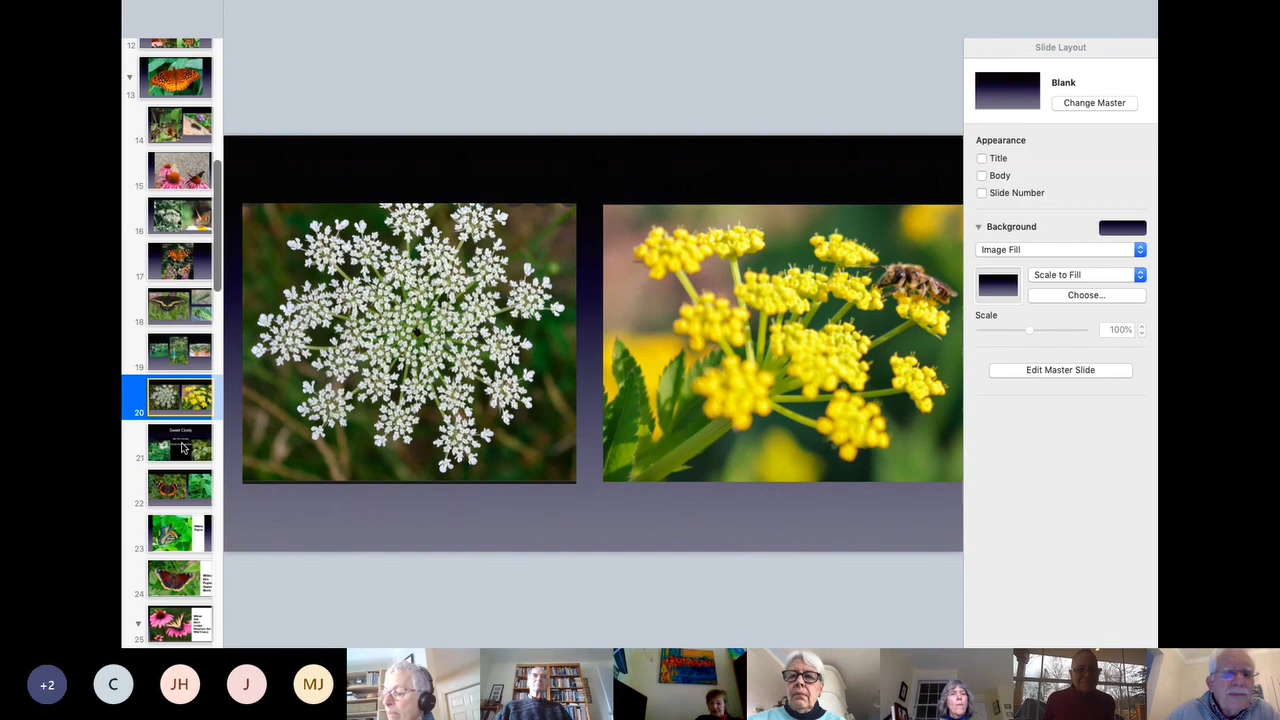 12
13
14
15
16
17
18
19
20
Sweet Cicely
21
22
23
24
25
Slide Layout
Blank
Change Master
Appearance
Title
Body
Slide Number
Background
Image Fill
Scale to Fill
Choose...
Scale
100%
Edit Master Slide
+2
C
JH
J
MJ